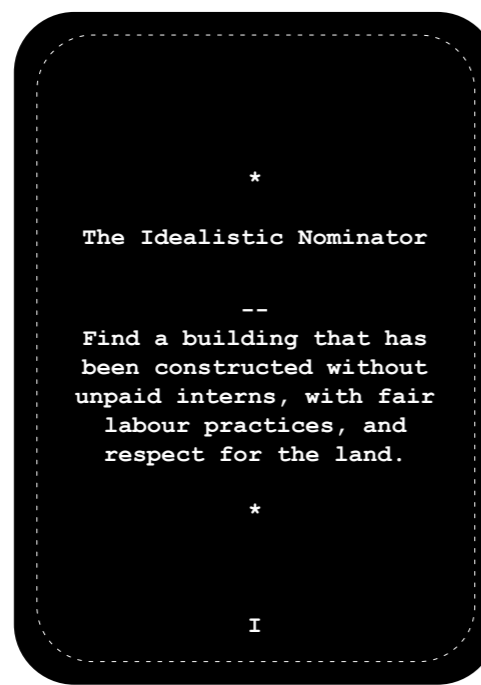 *
The Idealistic Nominator
--
Find a building that has
been constructed without
unpaid interns, with fair
labour practices, and
respect for the land.
*
I